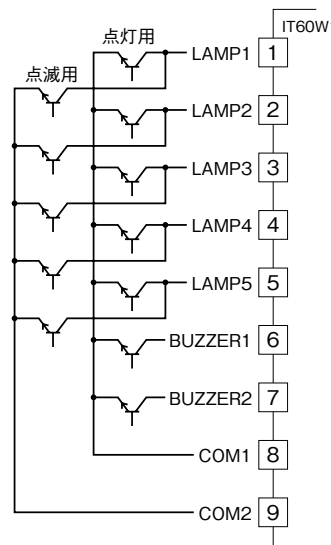 IT60W
点灯用
LAMP1 1
点滅用
LAMP2 2
LAMP3 3
LAMP4 4
LAMP5 5
BUZZER1 6
BUZZER2 7
COM1 8
COM2 9